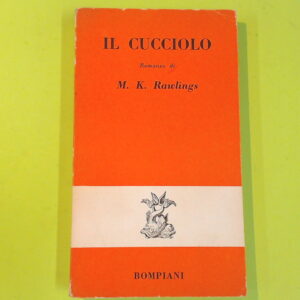 IL CUCCIOLO
Romanzo di
M. K. Rawlings
BOMPIANI